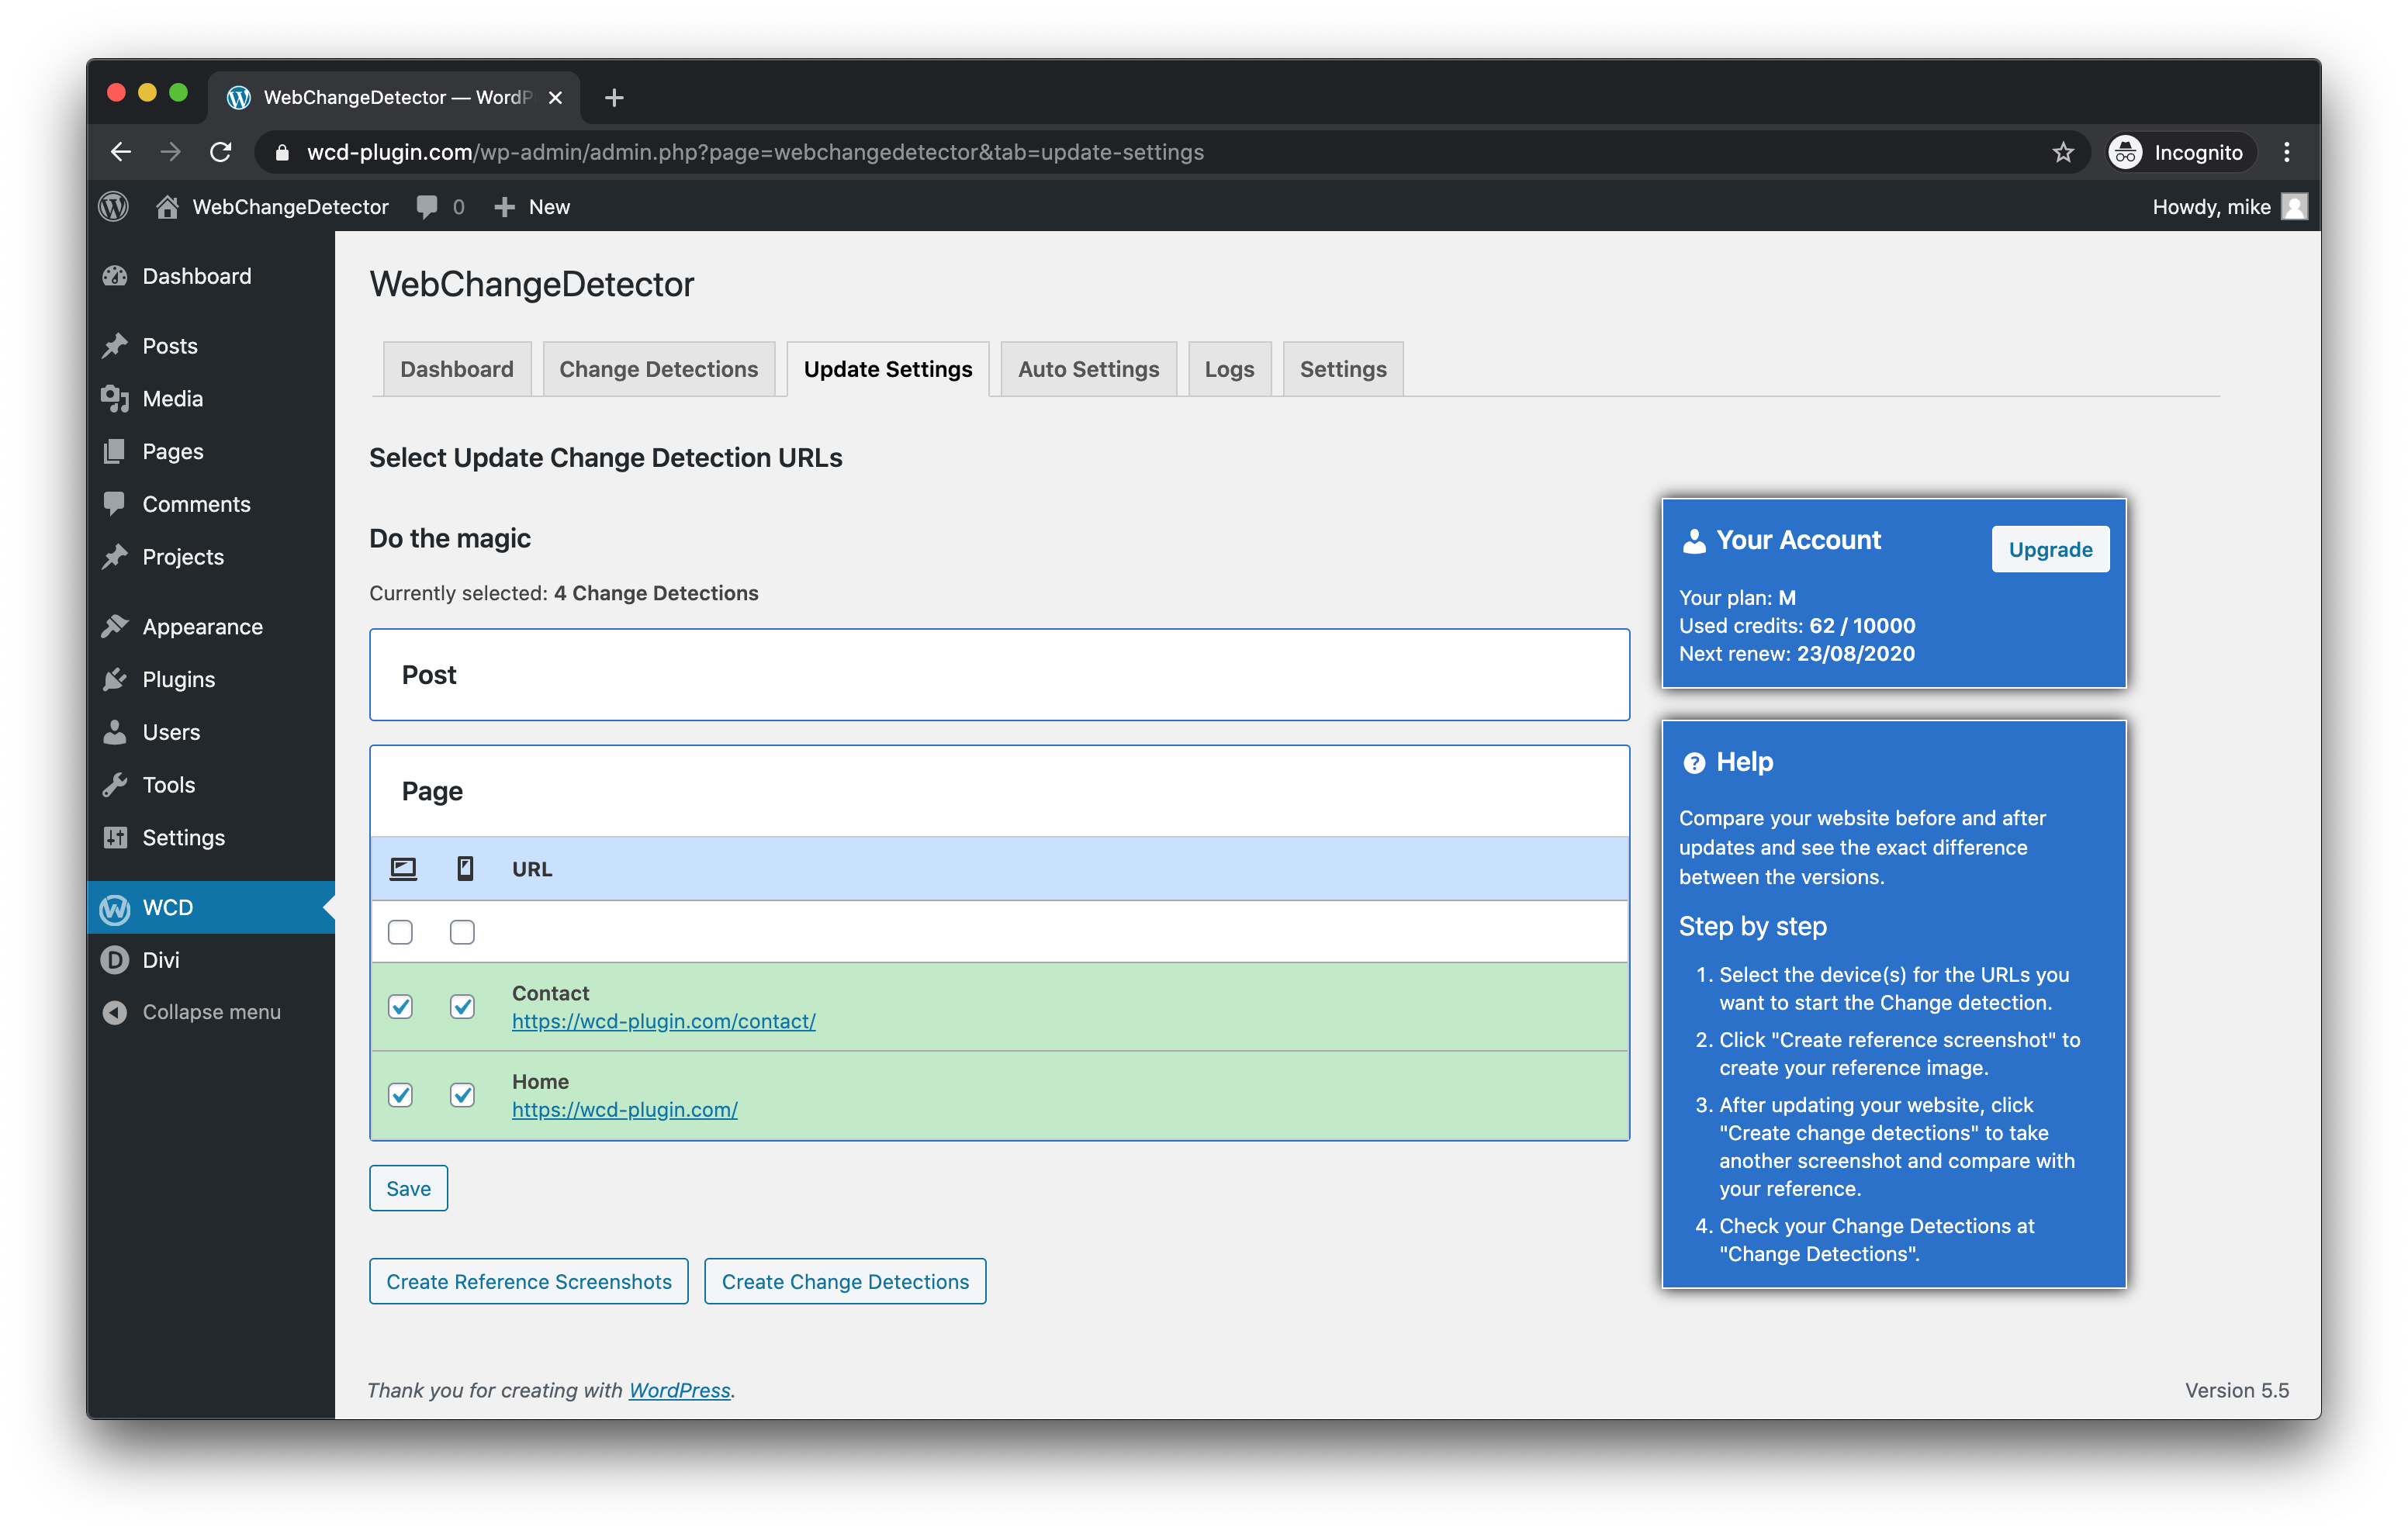 WebChangeDetector — WordP
wcd-plugin.com/wp-admin/admin.php?page=webchangedetector&tab=update-settings
Incognito
WebChangeDetector
0
New
Howdy, mike
Dashboard
Posts
Media
Pages
Comments
Projects
Appearance
Plugins
Users
Tools
Settings
WCD
Divi
Collapse menu
WebChangeDetector
Dashboard
Change Detections
Update Settings
Auto Settings
Logs
Settings
Select Update Change Detection URLs
Do the magic
Currently selected: 4 Change Detections
Post
Page
URL
Contact
https://wcd-plugin.com/contact/
Home
https://wcd-plugin.com/
Save
Create Reference Screenshots
Create Change Detections
Your Account
Upgrade
Your plan: M
Used credits: 62 / 10000
Next renew: 23/08/2020
Help
Compare your website before and after
updates and see the exact difference
between the versions.
Step by step
1. Select the device(s) for the URLs you
want to start the Change detection.
2. Click "Create reference screenshot" to
create your reference image.
3. After updating your website, click
"Create change detections" to take
another screenshot and compare with
your reference.
4. Check your Change Detections at
"Change Detections".
Thank you for creating with WordPress.
Version 5.5